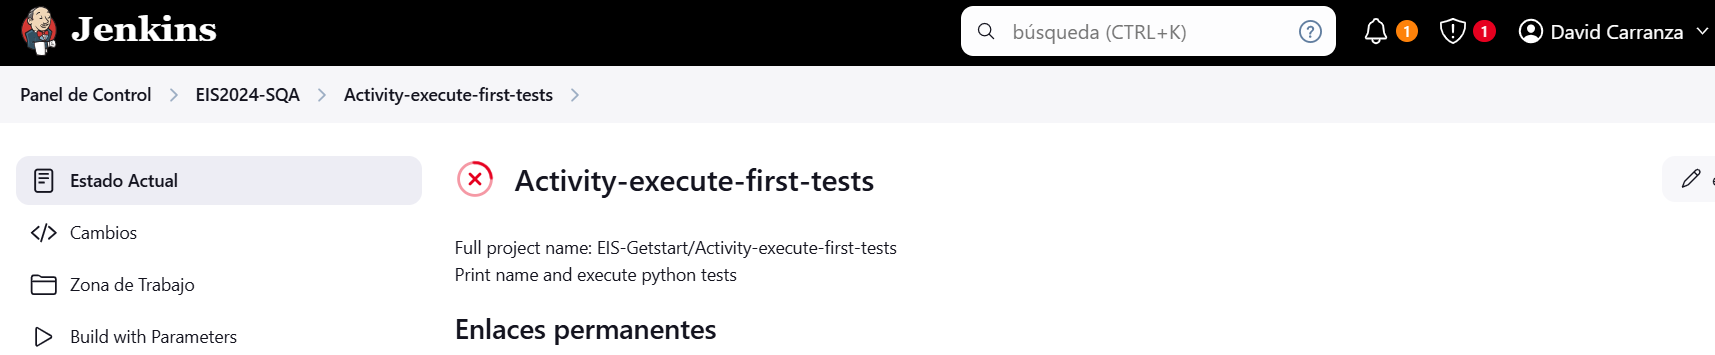 Jenkins
búsqueda (CTRL+K)
?
1
1
David Carranza
Panel de Control
EIS2024-SQA
Activity-execute-first-tests
Estado Actual
Cambios
Zona de Trabajo
Build with Parameters
Activity-execute-first-tests
Full project name: EIS-Getstart/Activity-execute-first-tests
Print name and execute python tests
Enlaces permanentes